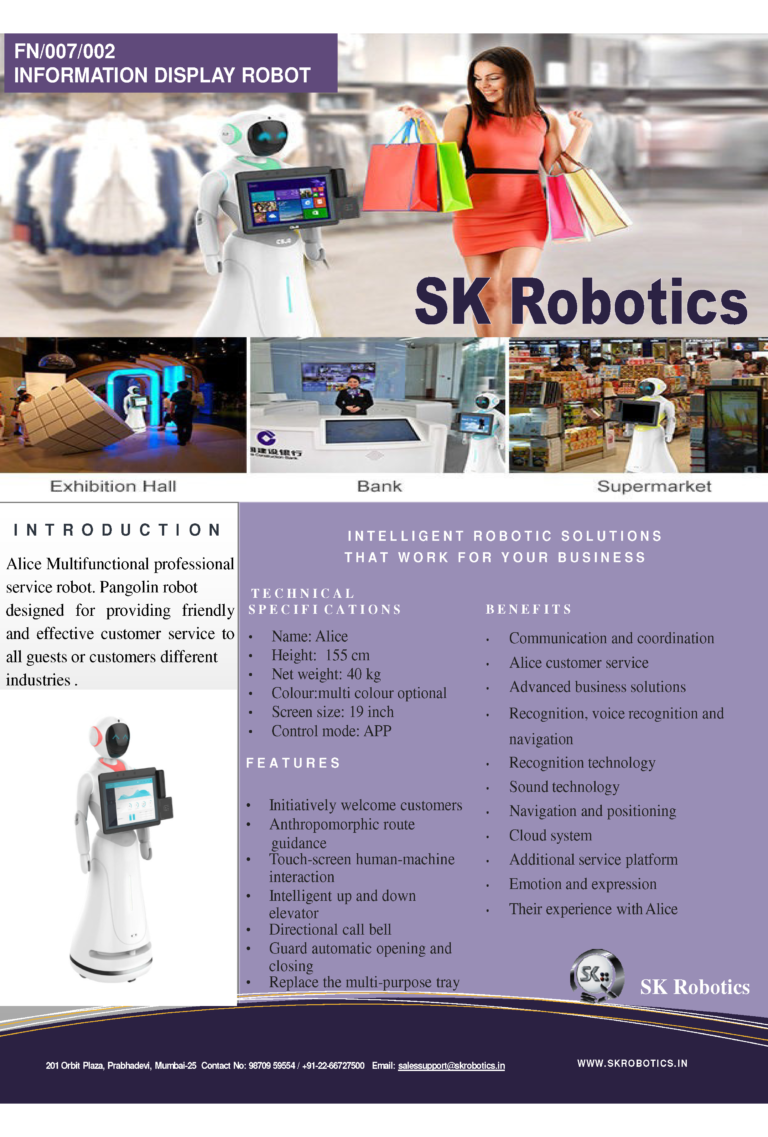 FN/007/002
INFORMATION DISPLAY ROBOT
SK Robotics
建设银行
Construction Bank
Exhibition Hall
Bank
Supermarket
INTRODUCTION
Alice Multifunctional professional
service robot. Pangolin robot
designed for providing friendly
and effective customer service to
all guests or customers different
industries .
INTELLIGENT ROBOTIC SOLUTIONS
THAT WORK FOR YOUR BUSINESS
TECHNICAL
SPECIFICATIONS
• Name: Alice
• Height: 155 cm
• Net weight: 40 kg
• Colour:multi colour optional
• Screen size: 19 inch
• Control mode: APP
FEATURES
• Initiatively welcome customers
• Anthropomorphic route
guidance
• Touch-screen human-machine
interaction
• Intelligent up and down
elevator
• Directional call bell
• Guard automatic opening and
closing
• Replace the multi-purpose tray
BENEFITS
• Communication and coordination
• Alice customer service
• Advanced business solutions
• Recognition, voice recognition and
navigation
• Recognition technology
• Sound technology
• Navigation and positioning
• Cloud system
• Additional service platform
• Emotion and expression
• Their experience with Alice
SK
SK Robotics
201 Orbit Plaza, Prabhadevi, Mumbai-25 Contact No: 98709 59554 / +91-22-66727500 Email: salessupport@skrobotics.in
WWW.SKROBOTICS.IN